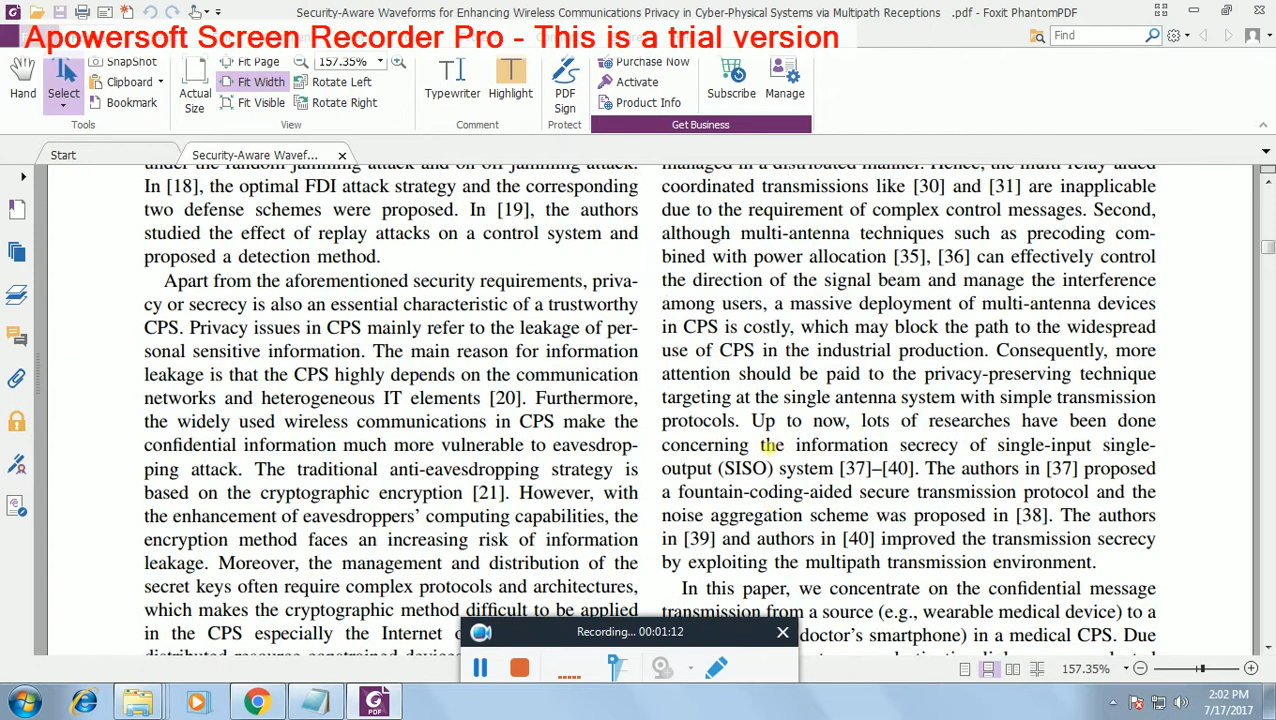 Security-Aware Waveforms for Enhancing Wireless Communications Privacy in Cyber-Physical Systems via Multipath Receptions .pdf - Foxit PhantomPDF
Apowersoft Screen Recorder Pro - This is a trial version
Find
Hand
Select
SnapShot
Clipboard
Bookmark
Tools
Actual Size
Fit Page
Fit Width
Fit Visible
157.35%
Rotate Left
Rotate Right
View
Typewriter
Highlight
Comment
PDF Sign
Protect
Purchase Now
Activate
Product Info
Subscribe
Manage
Get Business
Start
Security-Aware Wavef...
under the random jamming attack and on off jamming attack.
In [18], the optimal FDI attack strategy and the corresponding
two defense schemes were proposed. In [19], the authors
studied the effect of replay attacks on a control system and
proposed a detection method.
Apart from the aforementioned security requirements, priva-
cy or secrecy is also an essential characteristic of a trustworthy
CPS. Privacy issues in CPS mainly refer to the leakage of per-
sonal sensitive information. The main reason for information
leakage is that the CPS highly depends on the communication
networks and heterogeneous IT elements [20]. Furthermore,
the widely used wireless communications in CPS make the
confidential information much more vulnerable to eavesdrop-
ping attack. The traditional anti-eavesdropping strategy is
based on the cryptographic encryption [21]. However, with
the enhancement of eavesdroppers' computing capabilities, the
encryption method faces an increasing risk of information
leakage. Moreover, the management and distribution of the
secret keys often require complex protocols and architectures,
which makes the cryptographic method difficult to be applied
in the CPS especially the Internet o
managed in a distributed manner. Hence, the multi relay aided
coordinated transmissions like [30] and [31] are inapplicable
due to the requirement of complex control messages. Second,
although multi-antenna techniques such as precoding com-
bined with power allocation [35], [36] can effectively control
the direction of the signal beam and manage the interference
among users, a massive deployment of multi-antenna devices
in CPS is costly, which may block the path to the widespread
use of CPS in the industrial production. Consequently, more
attention should be paid to the privacy-preserving technique
targeting at the single antenna system with simple transmission
protocols. Up to now, lots of researches have been done
concerning the information secrecy of single-input single-
output (SISO) system [37]–[40]. The authors in [37] proposed
a fountain-coding-aided secure transmission protocol and the
noise aggregation scheme was proposed in [38]. The authors
in [39] and authors in [40] improved the transmission secrecy
by exploiting the multipath transmission environment.
In this paper, we concentrate on the confidential message
transmission from a source (e.g., wearable medical device) to a
doctor's smartphone) in a medical CPS. Due
Recording... 00:01:12
157.35%
PDF
2:02 PM
7/17/2017